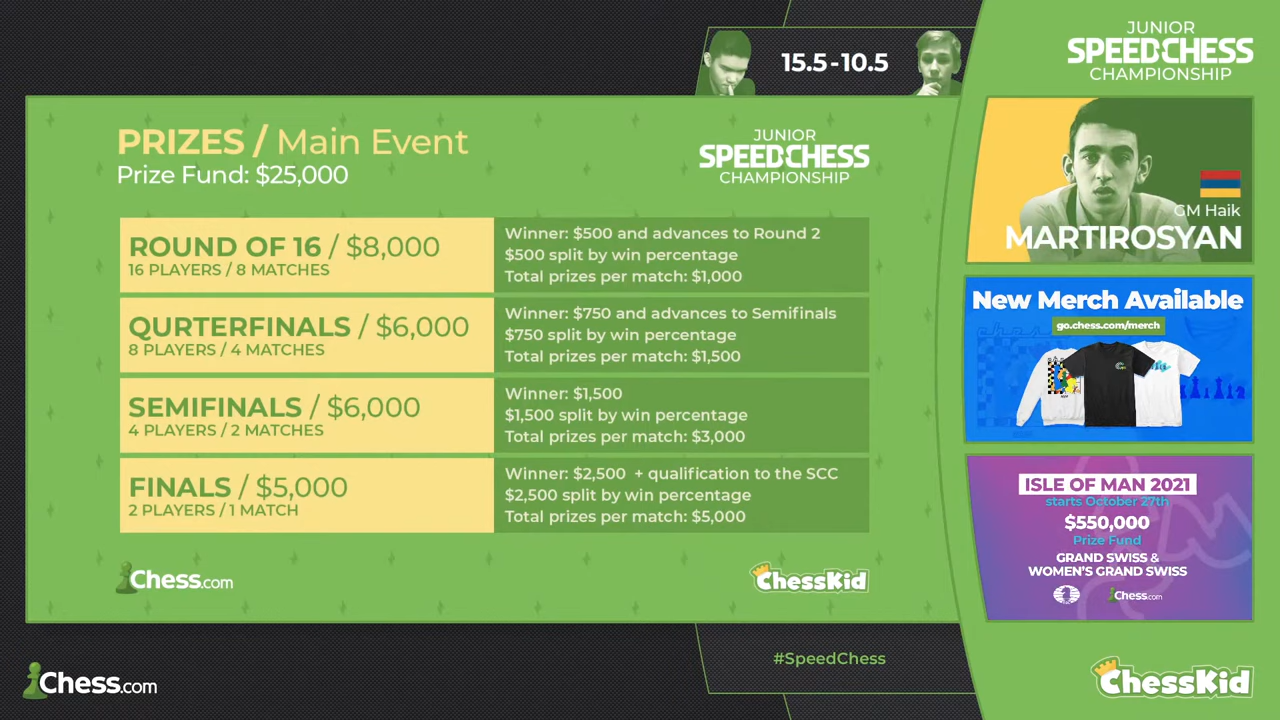 15.5-10.5
JUNIOR
SPEEDCHESS
CHAMPIONSHIP
PRIZES / Main Event
Prize Fund: $25,000
JUNIOR
SPEEDCHESS
CHAMPIONSHIP
ROUND OF 16 / $8,000
16 PLAYERS / 8 MATCHES
Winner: $500 and advances to Round 2
$500 split by win percentage
Total prizes per match: $1,000
QURTERFINALS / $6,000
8 PLAYERS / 4 MATCHES
Winner: $750 and advances to Semifinals
$750 split by win percentage
Total prizes per match: $1,500
SEMIFINALS / $6,000
4 PLAYERS / 2 MATCHES
Winner: $1,500
$1,500 split by win percentage
Total prizes per match: $3,000
FINALS / $5,000
2 PLAYERS / 1 MATCH
Winner: $2,500 + qualification to the SCC
$2,500 split by win percentage
Total prizes per match: $5,000
Chess.com
ChessKid
GM Haik
MARTIROSYAN
New Merch Available
go.chess.com/merch
ISLE OF MAN 2021
starts October 27th
$550,000
Prize Fund
GRAND SWISS &
WOMEN'S GRAND SWISS
Chess.com
#SpeedChess
Chess.com
ChessKid